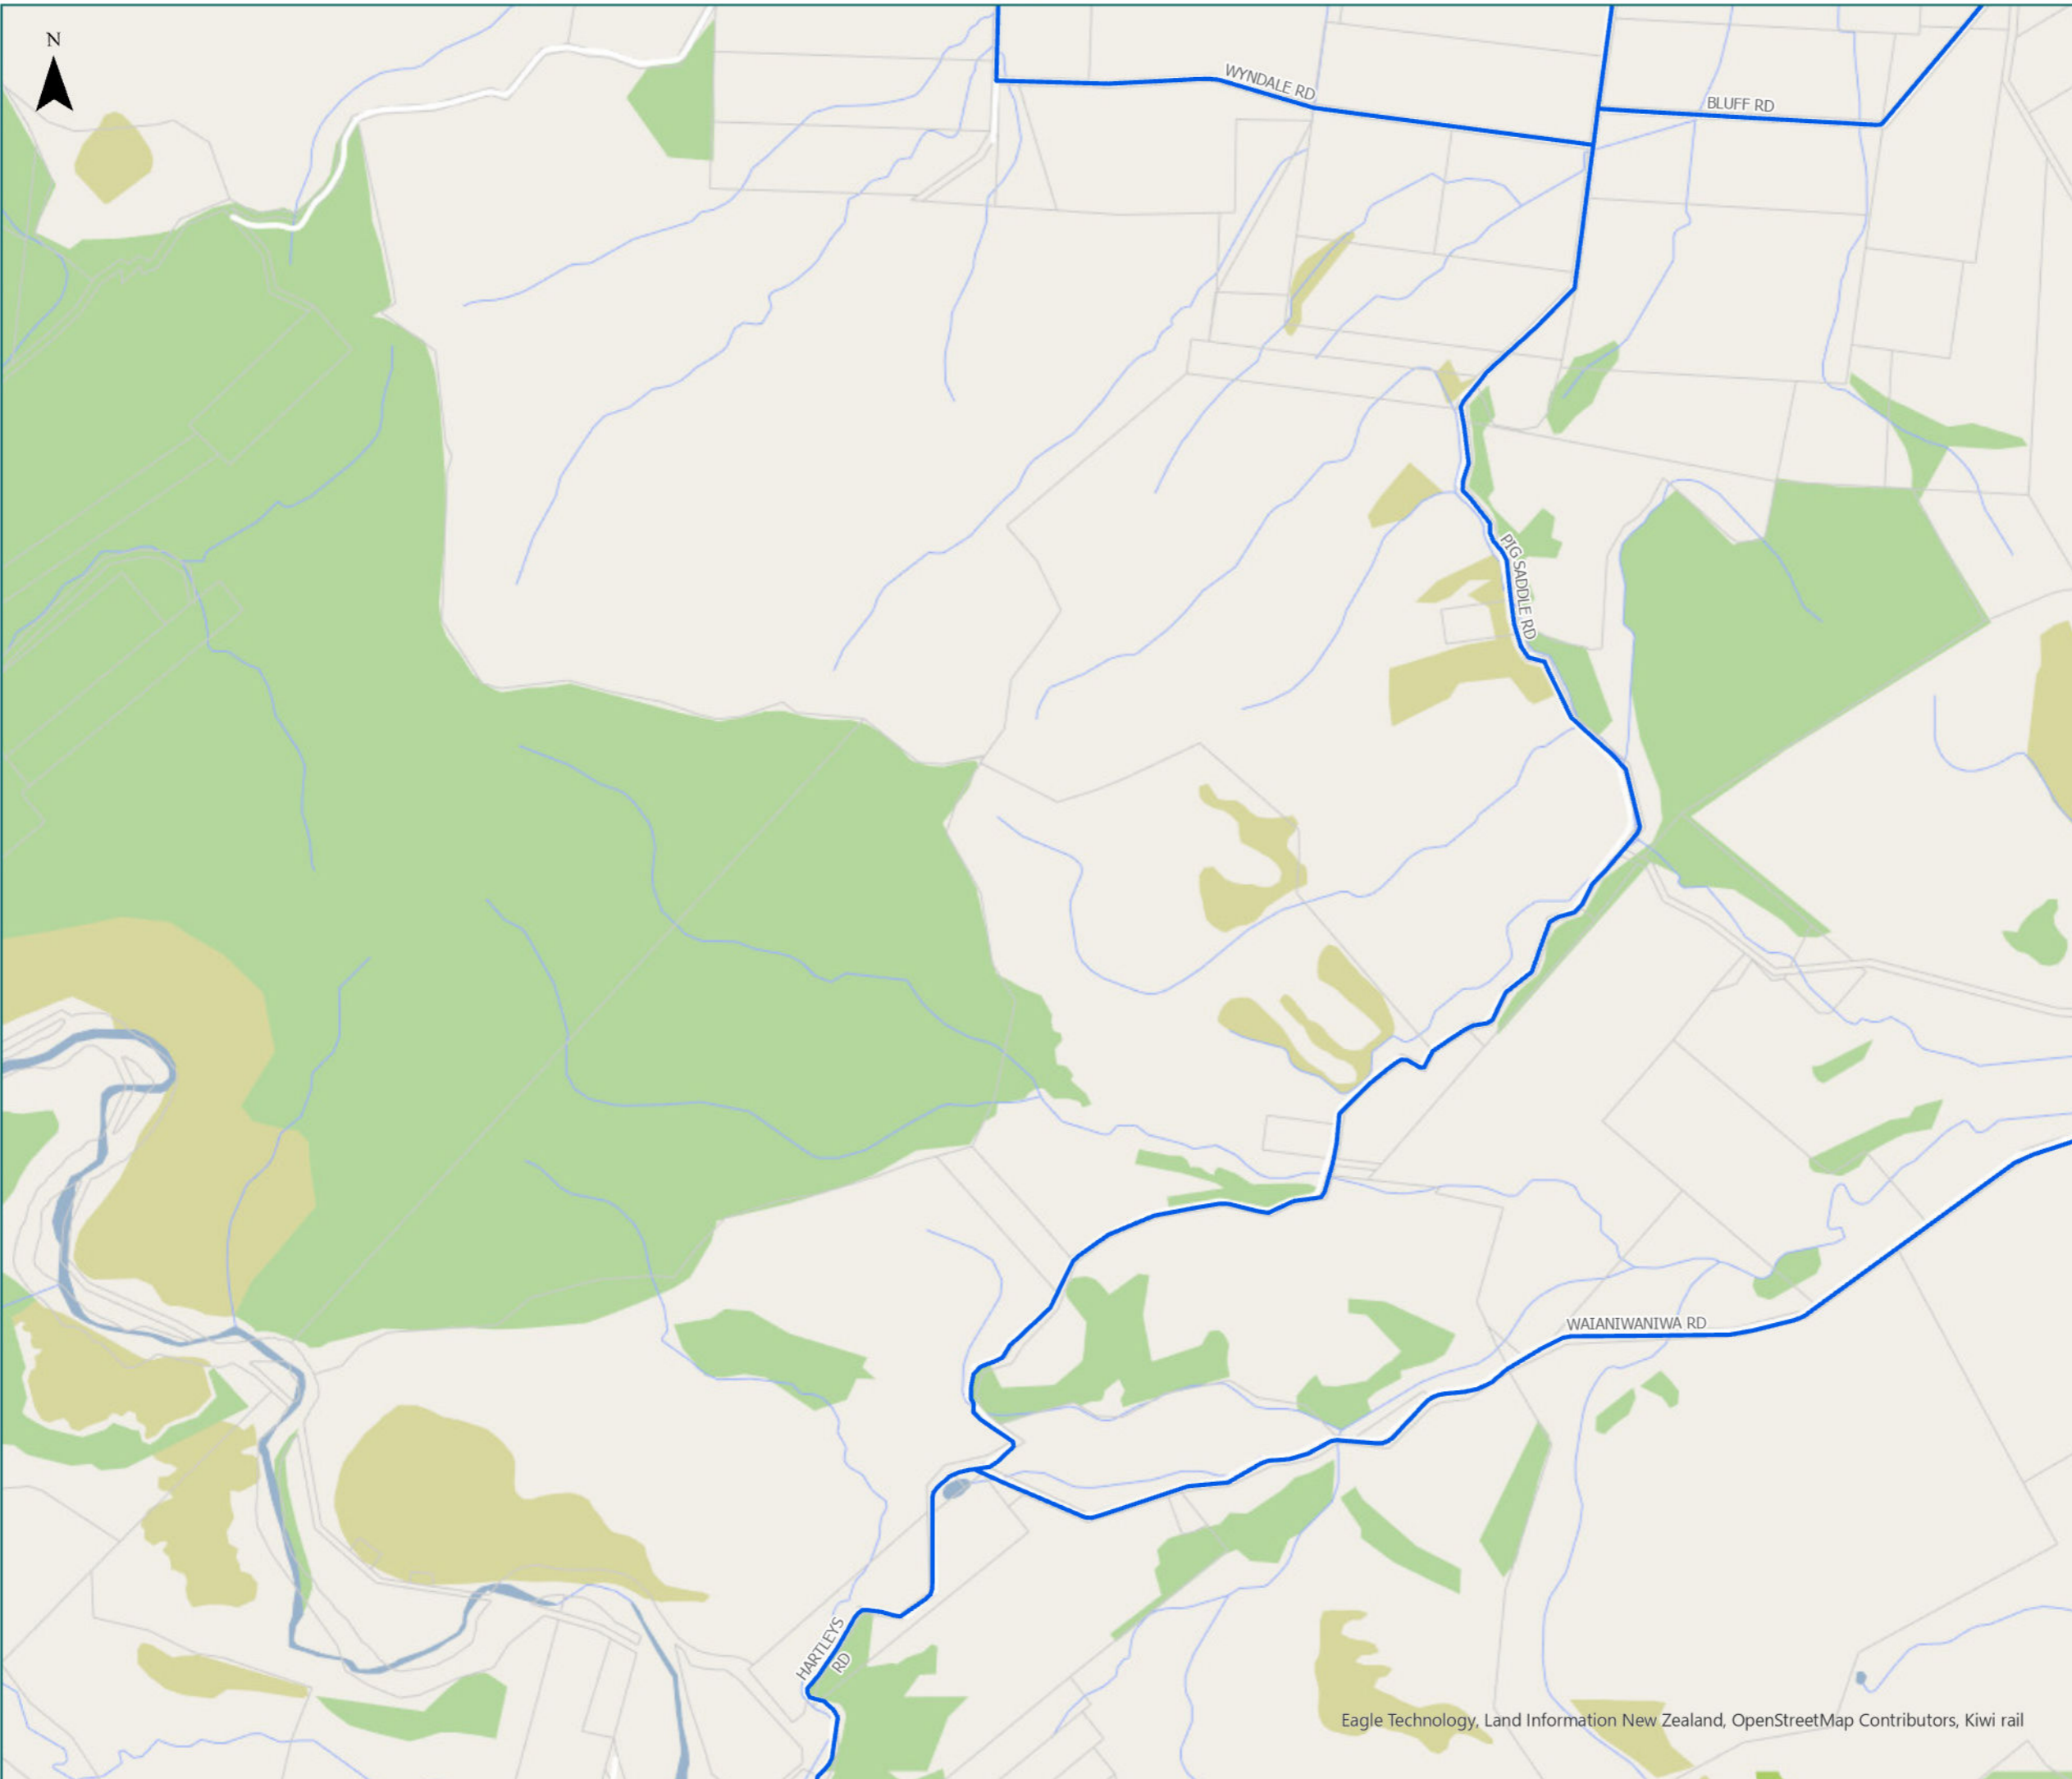 N
WYNDALE RD
BLUFF RD
PIG SADDLE RD
WAIANIWANIWA RD
HARTLEYS
RD
Eagle Technology, Land Information New Zealand, OpenStreetMap Contributors, Kiwi rail